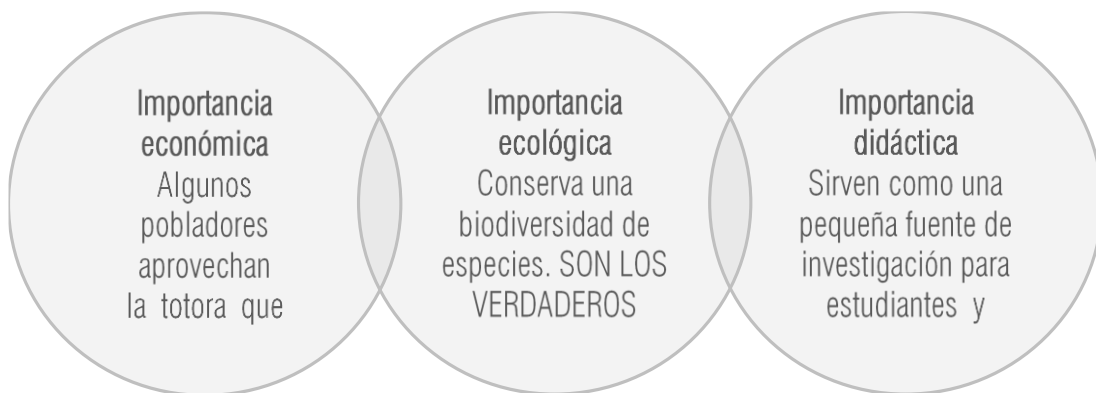 Importancia
económica
Algunos
pobladores
aprovechan
la totora que
Importancia
ecológica
Conserva una
biodiversidad de
especies. SON LOS
VERDADEROS
Importancia
didáctica
Sirven como una
pequeña fuente de
investigación para
estudiantes y